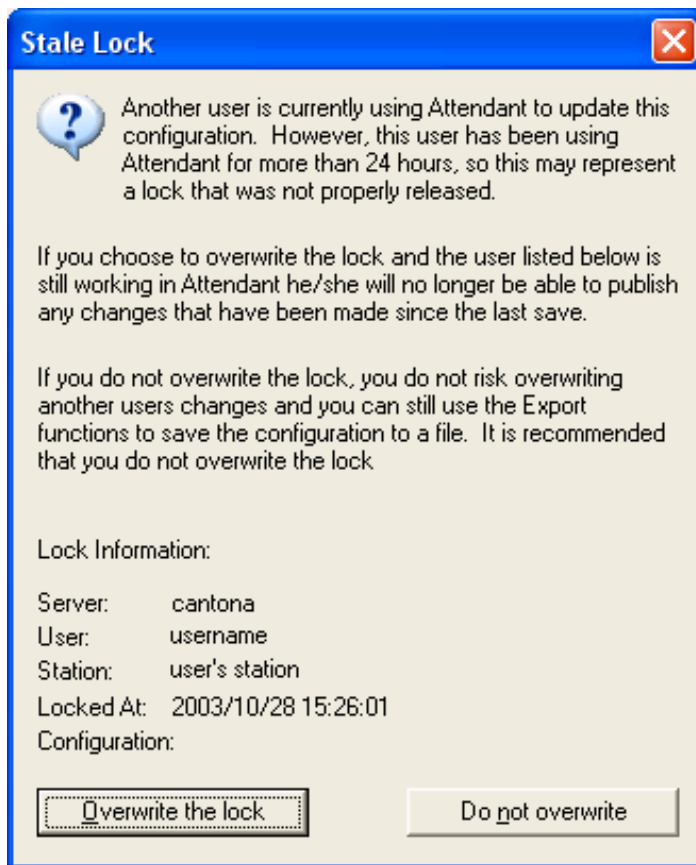 Stale Lock
Another user is currently using Attendant to update this
configuration.  However, this user has been using
Attendant for more than 24 hours, so this may represent
a lock that was not properly released.
If you choose to overwrite the lock and the user listed below is
still working in Attendant he/she will no longer be able to publish
any changes that have been made since the last save.
If you do not overwrite the lock, you do not risk overwriting
another users changes and you can still use the Export
functions to save the configuration to a file.  It is recommended
that you do not overwrite the lock
Lock Information:
Server: cantona
User: username
Station: user's station
Locked At: 2003/10/28 15:26:01
Configuration:
Overwrite the lock
Do not overwrite